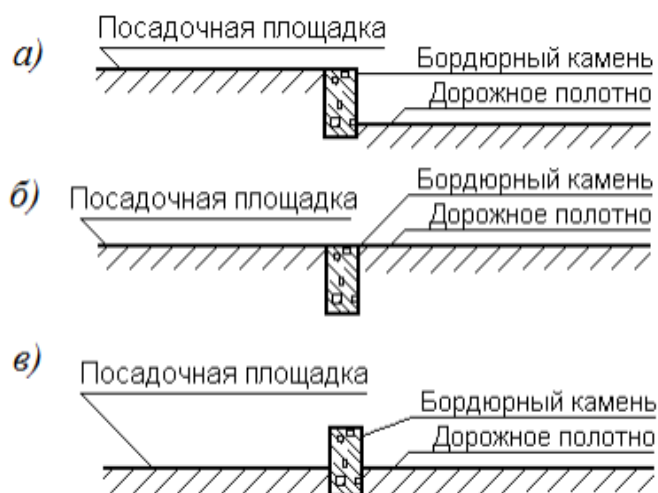 Посадочная площадка
а)
Бордюрный камень
Дорожное полотно
б)
Посадочная площадка
Бордюрный камень
Дорожное полотно
в)
Посадочная площадка
Бордюрный камень
Дорожное полотно